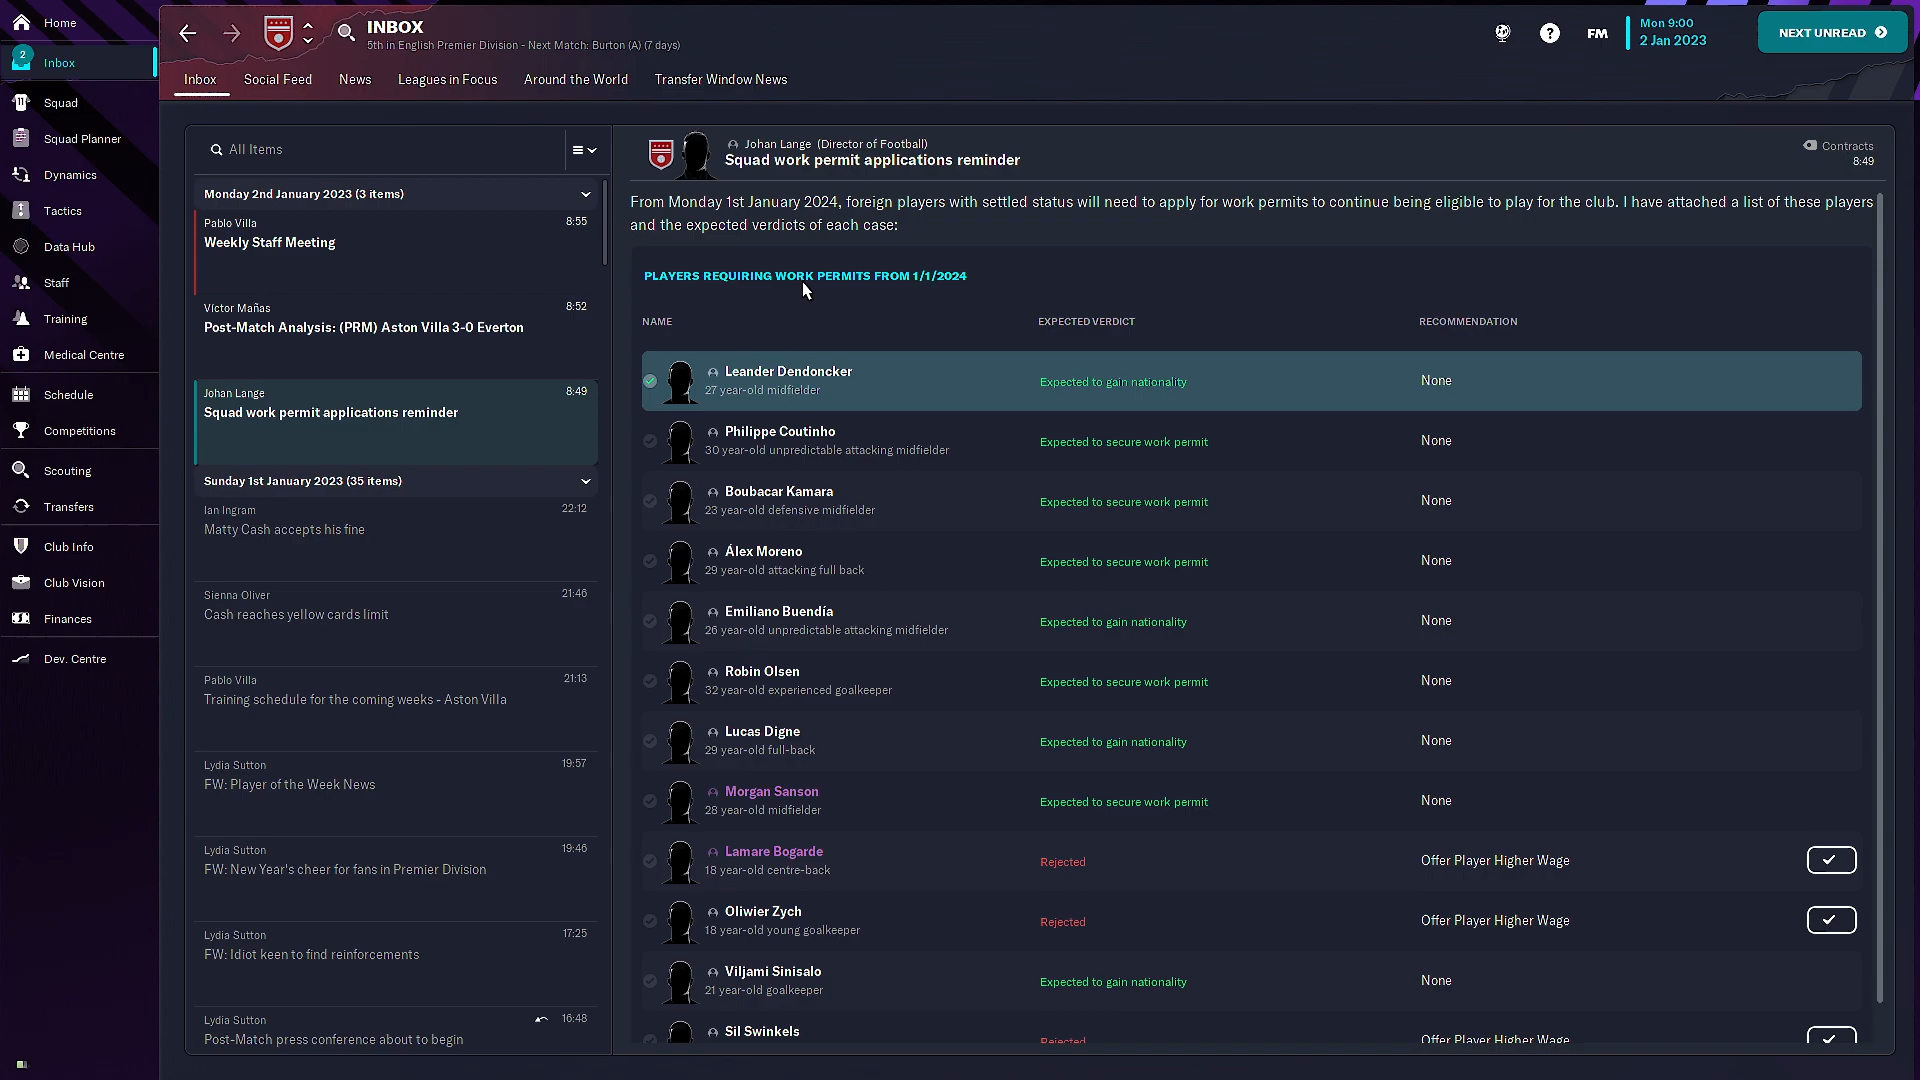 Home
2
Inbox
Squad
Squad Planner
Dynamics
Tactics
Data Hub
Staff
Training
Medical Centre
Schedule
Competitions
Scouting
Transfers
Club Info
Club Vision
Finances
Dev. Centre
INBOX
5th in English Premier Division - Next Match: Burton (A) (7 days)
FM
Mon 9:00
2 Jan 2023
NEXT UNREAD
Inbox Social Feed News Leagues in Focus Around the World Transfer Window News
All Items
Monday 2nd January 2023 (3 items)
Pablo Villa 8:55
Weekly Staff Meeting
Víctor Mañas 8:52
Post-Match Analysis: (PRM) Aston Villa 3-0 Everton
Johan Lange 8:49
Squad work permit applications reminder
Sunday 1st January 2023 (35 items)
Ian Ingram 22:12
Matty Cash accepts his fine
Sienna Oliver 21:46
Cash reaches yellow cards limit
Pablo Villa 21:13
Training schedule for the coming weeks - Aston Villa
Lydia Sutton 19:57
FW: Player of the Week News
Lydia Sutton 19:46
FW: New Year's cheer for fans in Premier Division
Lydia Sutton 17:25
FW: Idiot keen to find reinforcements
Lydia Sutton 16:48
Post-Match press conference about to begin
Johan Lange (Director of Football)
Squad work permit applications reminder
Contracts
8:49
From Monday 1st January 2024, foreign players with settled status will need to apply for work permits to continue being eligible to play for the club. I have attached a list of these players
and the expected verdicts of each case:
PLAYERS REQUIRING WORK PERMITS FROM 1/1/2024
NAME EXPECTED VERDICT RECOMMENDATION
Leander Dendoncker
27 year-old midfielder
Expected to gain nationality None
Philippe Coutinho
30 year-old unpredictable attacking midfielder
Expected to secure work permit None
Boubacar Kamara
23 year-old defensive midfielder
Expected to secure work permit None
Álex Moreno
29 year-old attacking full back
Expected to secure work permit None
Emiliano Buendía
26 year-old unpredictable attacking midfielder
Expected to gain nationality None
Robin Olsen
32 year-old experienced goalkeeper
Expected to secure work permit None
Lucas Digne
29 year-old full-back
Expected to gain nationality None
Morgan Sanson
28 year-old midfielder
Expected to secure work permit None
Lamare Bogarde
18 year-old centre-back
Rejected Offer Player Higher Wage
Oliwier Zych
18 year-old young goalkeeper
Rejected Offer Player Higher Wage
Viljami Sinisalo
21 year-old goalkeeper
Expected to gain nationality None
Sil Swinkels
Rejected Offer Player Higher Wage